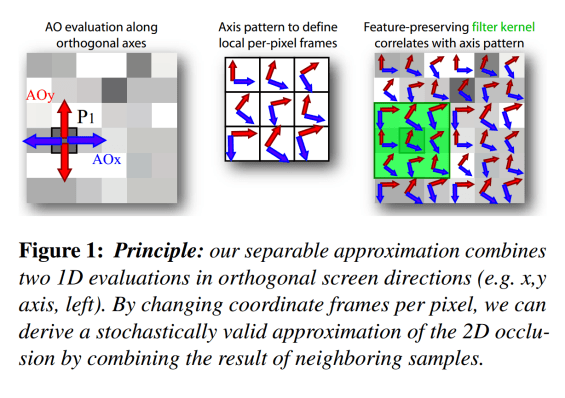 AO evaluation along
orthogonal axes
AOy
P1
AOx
Axis pattern to define
local per-pixel frames
Feature-preserving filter kernel
correlates with axis pattern
Figure 1: Principle: our separable approximation combines
two 1D evaluations in orthogonal screen directions (e.g. x,y
axis, left). By changing coordinate frames per pixel, we can
derive a stochastically valid approximation of the 2D occlu-
sion by combining the result of neighboring samples.